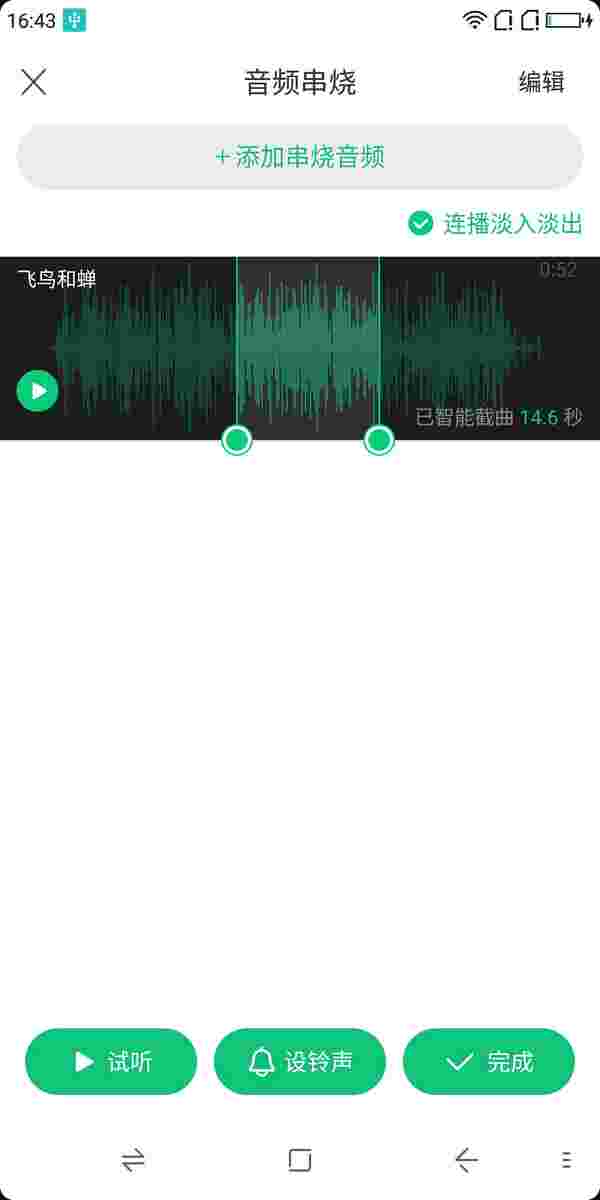 16:43
音频串烧
编辑
+添加串烧音频
连播淡入淡出
飞鸟和蝉
0:52
已智能截曲 14.6 秒
试听
设铃声
完成